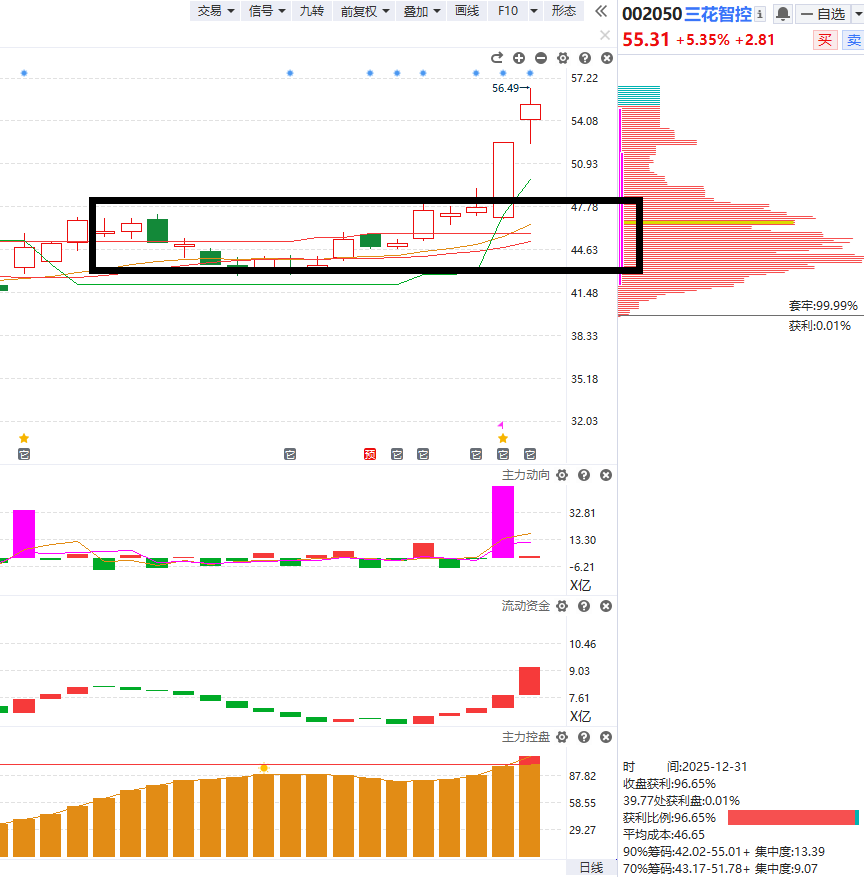 交易 信号 九转 前复权 叠加 画线 F10 形态
002050 三花智控 自选
55.31 +5.35% +2.81 买 卖
57.22
56.49
54.08
50.93
47.78
44.63
41.48
38.33
35.18
32.03
套牢:99.99%
获利:0.01%
预
主力动向
32.81
13.30
-6.21
X亿
流动资金
10.46
9.03
7.61
X亿
主力控盘
87.82
58.55
29.27
日线
时 间:2025-12-31
收盘获利:96.65%
39.77处获利盘:0.01%
获利比例:96.65%
平均成本:46.65
90%筹码:42.02-55.01+ 集中度:13.39
70%筹码:43.17-51.78+ 集中度:9.07